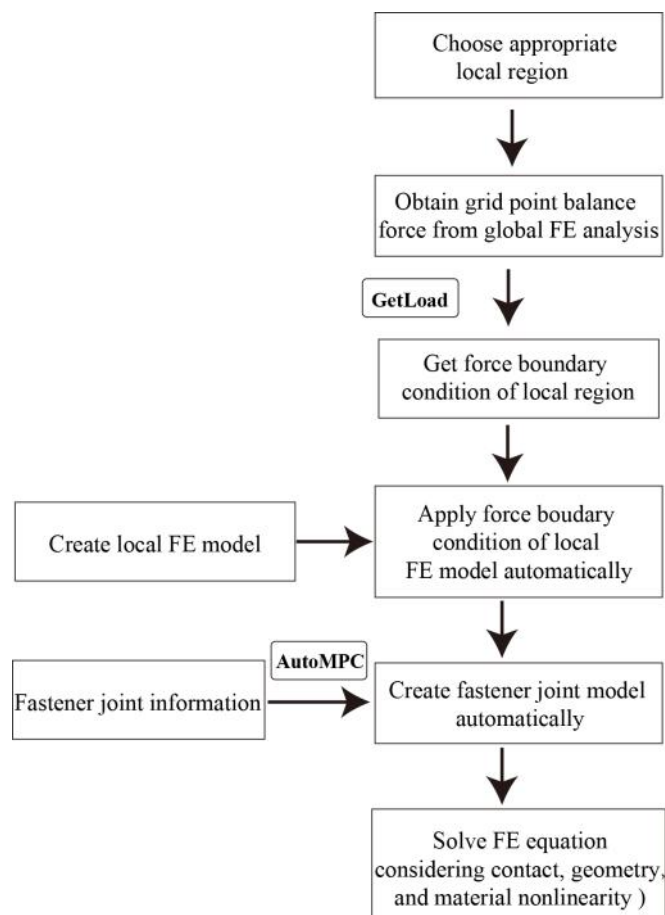 Choose appropriate
local region
Obtain grid point balance
force from global FE analysis
GetLoad
Get force boundary
condition of local region
Create local FE model
Apply force boudary
condition of local
FE model automatically
AutoMPC
Fastener joint information
Create fastener joint model
automatically
Solve FE equation
considering contact, geometry,
and material nonlinearity )